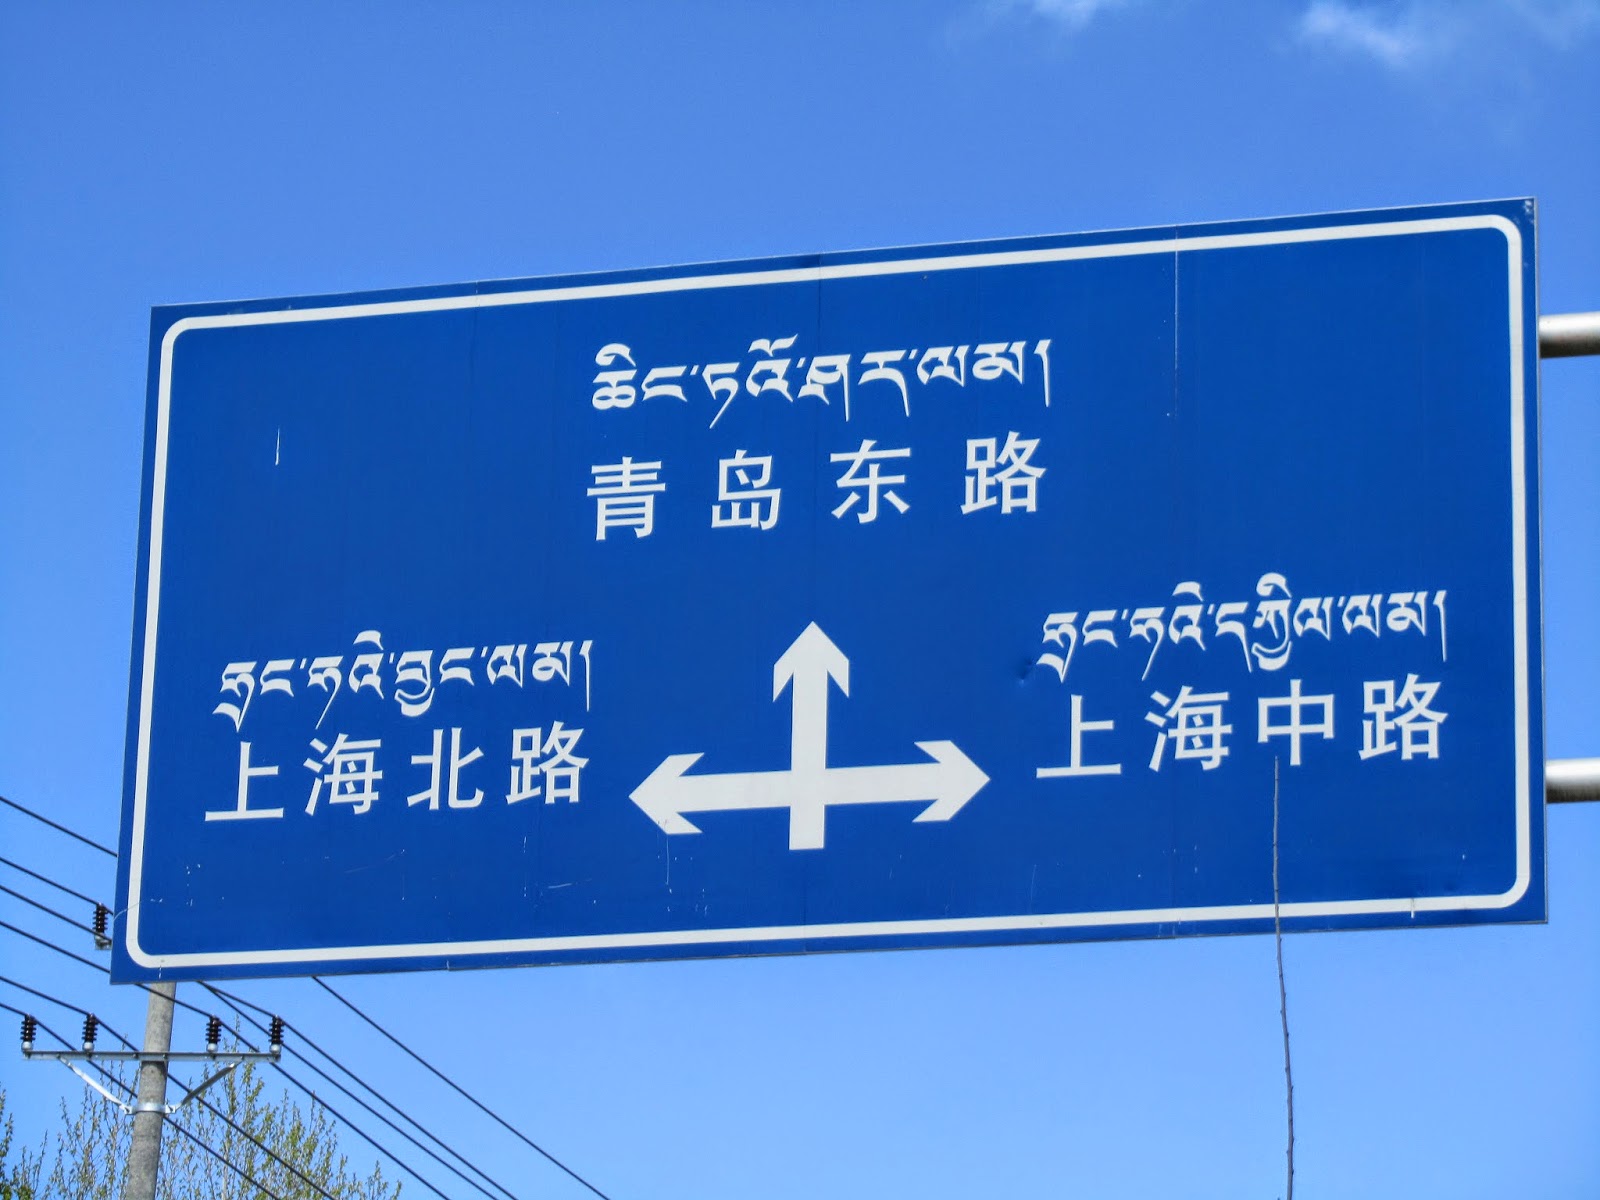 ཆིང་ཏའོ་ཤར་ལམ།
青岛东路
ཧྲང་ཧའི་བྱང་ལམ།
上海北路
ཧྲང་ཧའི་དཀྱིལ་ལམ།
上海中路